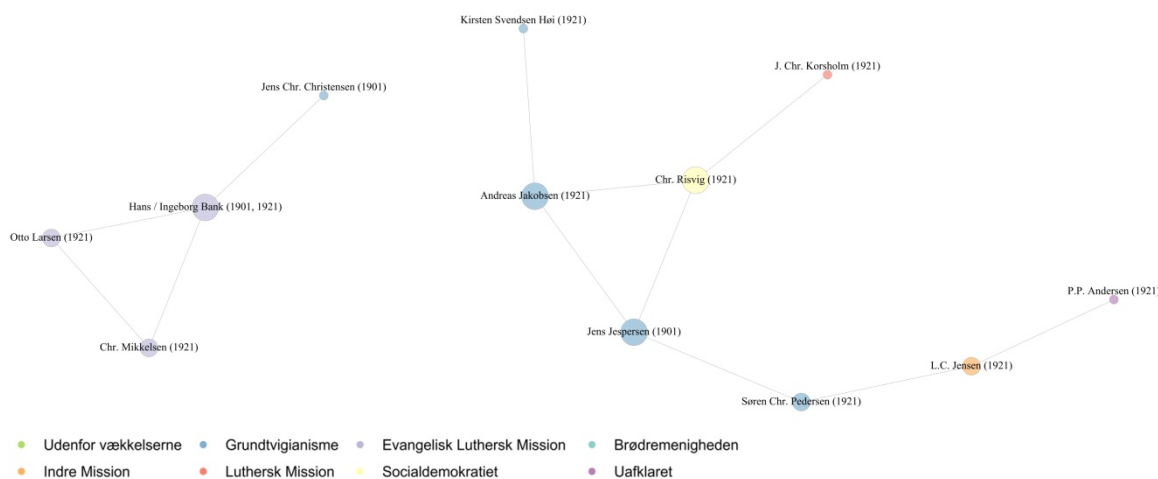 Kirsten Svendsen Høi (1921)
J. Chr. Korsholm (1921)
Jens Chr. Christensen (1901)
Chr. Risvig (1921)
Andreas Jakobsen (1921)
Hans / Ingeborg Bank (1901, 1921)
Otto Larsen (1921)
P.P. Andersen (1921)
Jens Jespersen (1901)
Chr. Mikkelsen (1921)
L.C. Jensen (1921)
Søren Chr. Pedersen (1921)
Udenfor vækkelserne Grundtvigianisme Evangelisk Luthersk Mission Brødremenigheden
Indre Mission Luthersk Mission Socialdemokratiet Uafklaret